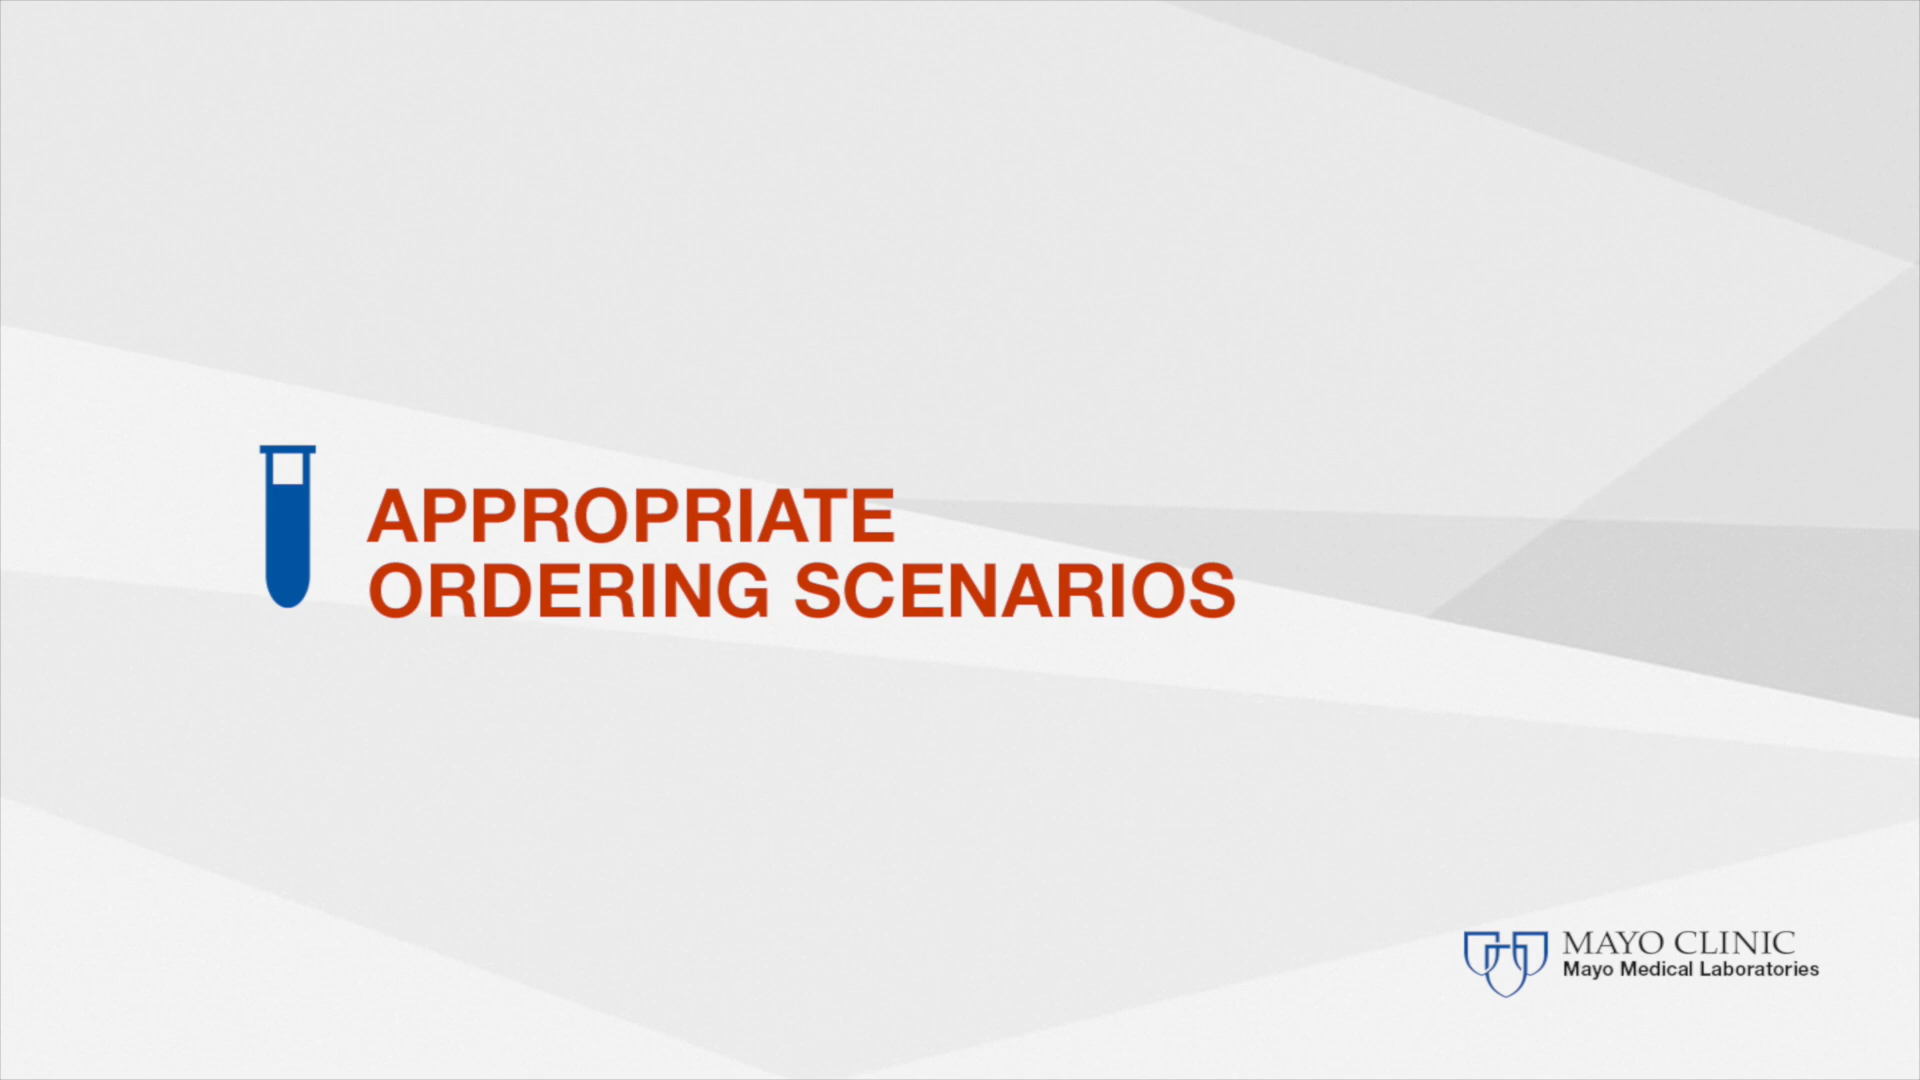 APPROPRIATE
ORDERING SCENARIOS
MAYO CLINIC
Mayo Medical Laboratories